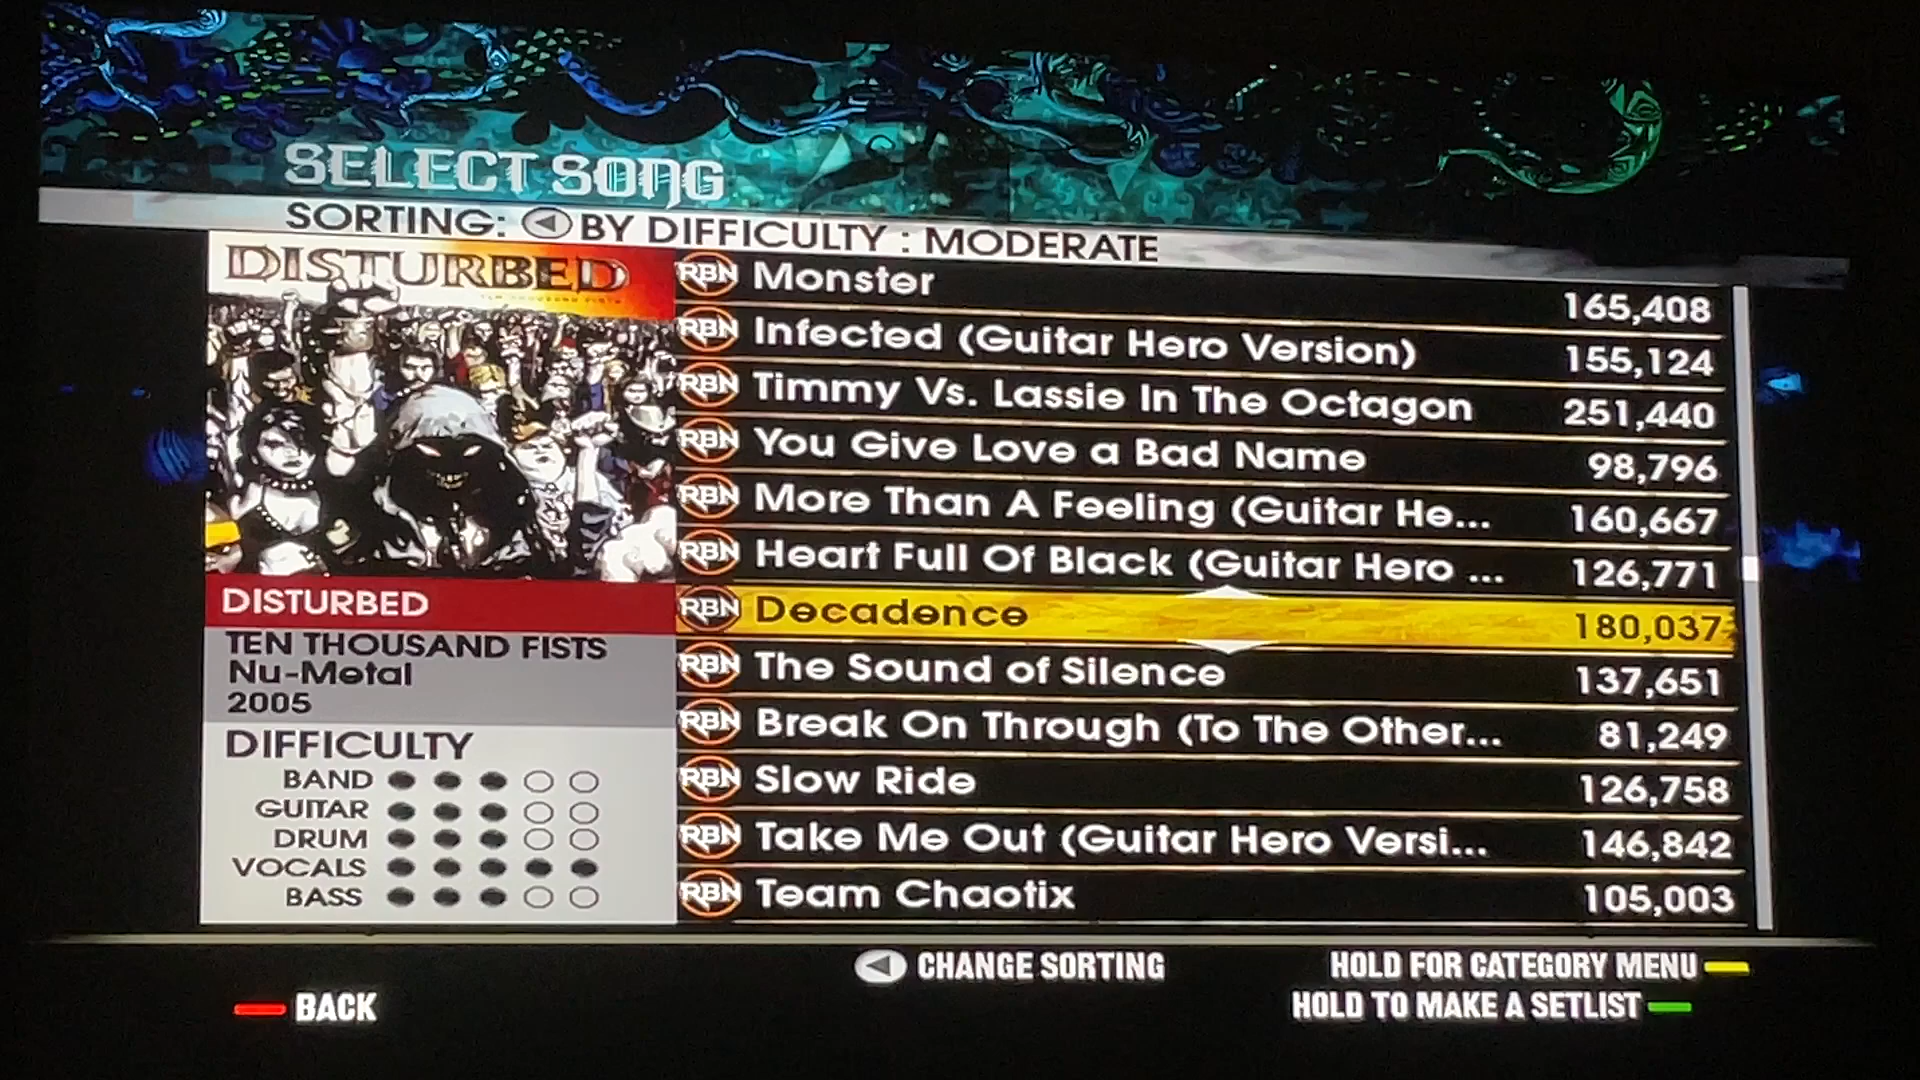 SELECT SONG
SORTING: BY DIFFICULTY : MODERATE
DISTURBED
RBN Monster 165,408
RBN Infected (Guitar Hero Version) 155,124
RBN Timmy Vs. Lassie In The Octagon 251,440
RBN You Give Love a Bad Name 98,796
RBN More Than A Feeling (Guitar He... 160,667
RBN Heart Full Of Black (Guitar Hero ... 126,771
RBN Decadence 180,037
RBN The Sound of Silence 137,651
RBN Break On Through (To The Other... 81,249
RBN Slow Ride 126,758
RBN Take Me Out (Guitar Hero Versi... 146,842
RBN Team Chaotix 105,003
DISTURBED
TEN THOUSAND FISTS
Nu-Metal
2005
DIFFICULTY
BAND
GUITAR
DRUM
VOCALS
BASS
CHANGE SORTING
HOLD FOR CATEGORY MENU
BACK
HOLD TO MAKE A SETLIST